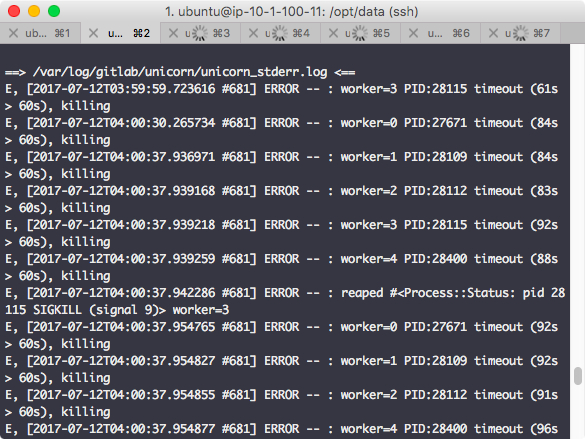 1. ubuntu@ip-10-1-100-11: /opt/data (ssh)
ub... ⌘1 u... ⌘2 u ⌘3 u ⌘4 u ⌘5 u... ⌘6 u ⌘7
==> /var/log/gitlab/unicorn/unicorn_stderr.log <==
E, [2017-07-12T03:59:59.723616 #681] ERROR -- : worker=3 PID:28115 timeout (61s
> 60s), killing
E, [2017-07-12T04:00:30.265734 #681] ERROR -- : worker=0 PID:27671 timeout (84s
> 60s), killing
E, [2017-07-12T04:00:37.936971 #681] ERROR -- : worker=1 PID:28109 timeout (84s
> 60s), killing
E, [2017-07-12T04:00:37.939168 #681] ERROR -- : worker=2 PID:28112 timeout (83s
> 60s), killing
E, [2017-07-12T04:00:37.939218 #681] ERROR -- : worker=3 PID:28115 timeout (92s
> 60s), killing
E, [2017-07-12T04:00:37.939259 #681] ERROR -- : worker=4 PID:28400 timeout (88s
> 60s), killing
E, [2017-07-12T04:00:37.942286 #681] ERROR -- : reaped #<Process::Status: pid 28
115 SIGKILL (signal 9)> worker=3
E, [2017-07-12T04:00:37.954765 #681] ERROR -- : worker=0 PID:27671 timeout (92s
> 60s), killing
E, [2017-07-12T04:00:37.954827 #681] ERROR -- : worker=1 PID:28109 timeout (92s
> 60s), killing
E, [2017-07-12T04:00:37.954855 #681] ERROR -- : worker=2 PID:28112 timeout (91s
> 60s), killing
E, [2017-07-12T04:00:37.954877 #681] ERROR -- : worker=4 PID:28400 timeout (96s